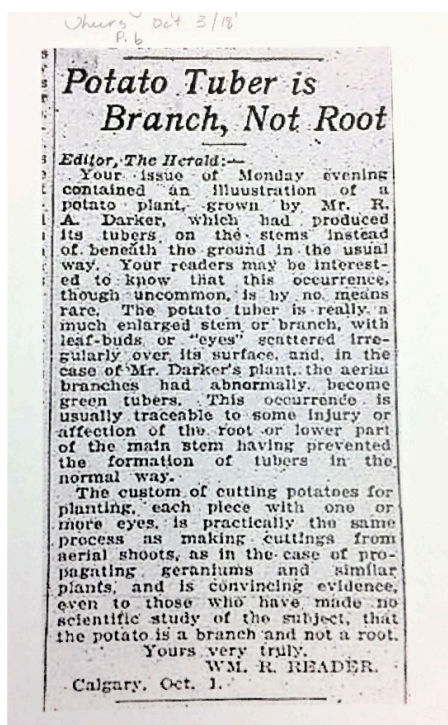 Thurs Oct 3/18
P. 6
Potato Tuber is
Branch, Not Root
Editor, The Herald:—
Your issue of Monday evening
contained an illuustration of a
potato plant, grown by Mr. R.
A. Darker, which had produced
its tubers on the stems instead
of beneath the ground in the usual
way. Your readers may be interest-
ed to know that this occurrence,
though uncommon, is by no means
rare. The potato tuber is really a
much enlarged stem or branch, with
leaf-buds or "eyes" scattered irre-
gularly over its surface, and, in the
case of Mr. Darker's plant, the aerial
branches had abnormally become
green tubers. This occurrence is
usually traceable to some injury or
affection of the root or lower part
of the main stem having prevented
the formation of tubers in the
normal way.
The custom of cutting potatoes for
planting, each piece with one or
more eyes, is practically the same
process as making cuttings from
aerial shoots, as in the case of pro-
pagating geraniums and similar
plants, and is convincing evidence,
even to those who have made no
scientific study of the subject, that
the potato is a branch and not a root.
Yours very truly,
WM. R. READER.
Calgary, Oct. 1.